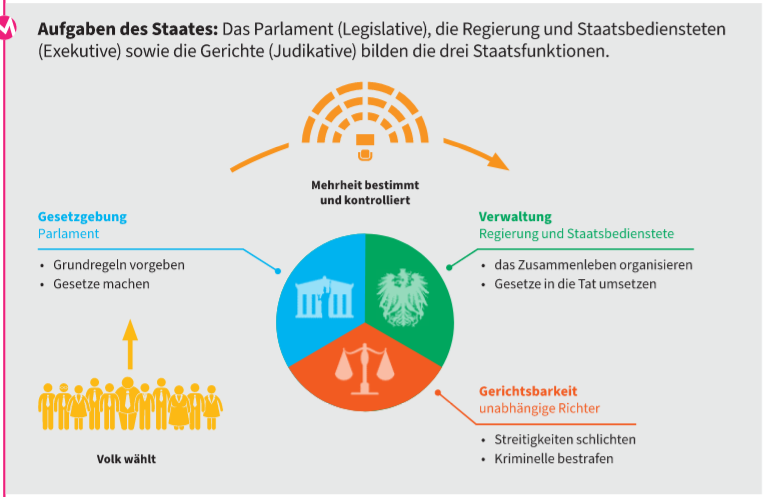 M
Aufgaben des Staates: Das Parlament (Legislative), die Regierung und Staatsbediensteten
(Exekutive) sowie die Gerichte (Judikative) bilden die drei Staatsfunktionen.
Mehrheit bestimmt
und kontrolliert
Gesetzgebung
Parlament
• Grundregeln vorgeben
• Gesetze machen
Verwaltung
Regierung und Staatsbedienstete
• das Zusammenleben organisieren
• Gesetze in die Tat umsetzen
Volk wählt
Gerichtsbarkeit
unabhängige Richter
• Streitigkeiten schlichten
• Kriminelle bestrafen